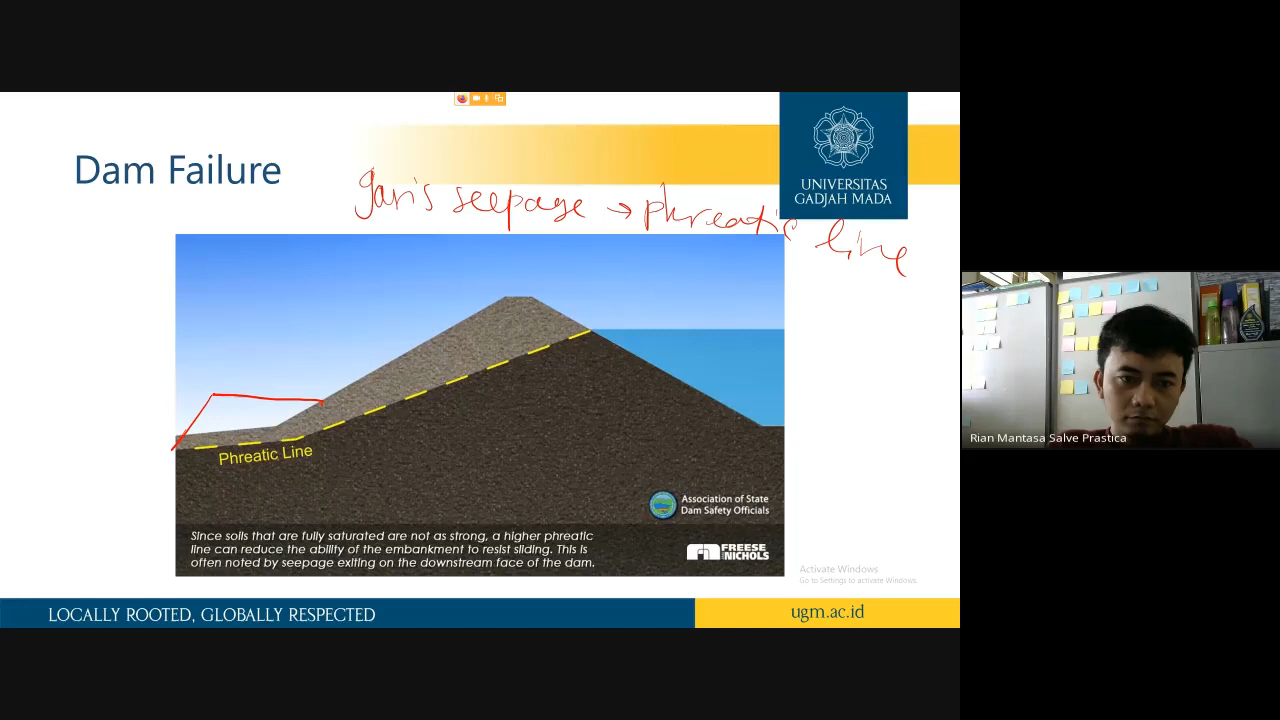 Dam Failure
UNIVERSITAS
GADJAH MADA
garis seepage → phreatic line
Phreatic Line
Association of State
Dam Safety Officials
Since soils that are fully saturated are not as strong, a higher phreatic
line can reduce the ability of the embankment to resist sliding. This is
often noted by seepage exiting on the downstream face of the dam.
FREESE
NICHOLS
Activate Windows
Go to Settings to activate Windows.
LOCALLY ROOTED, GLOBALLY RESPECTED
ugm.ac.id
Rian Mantasa Salve Prastica